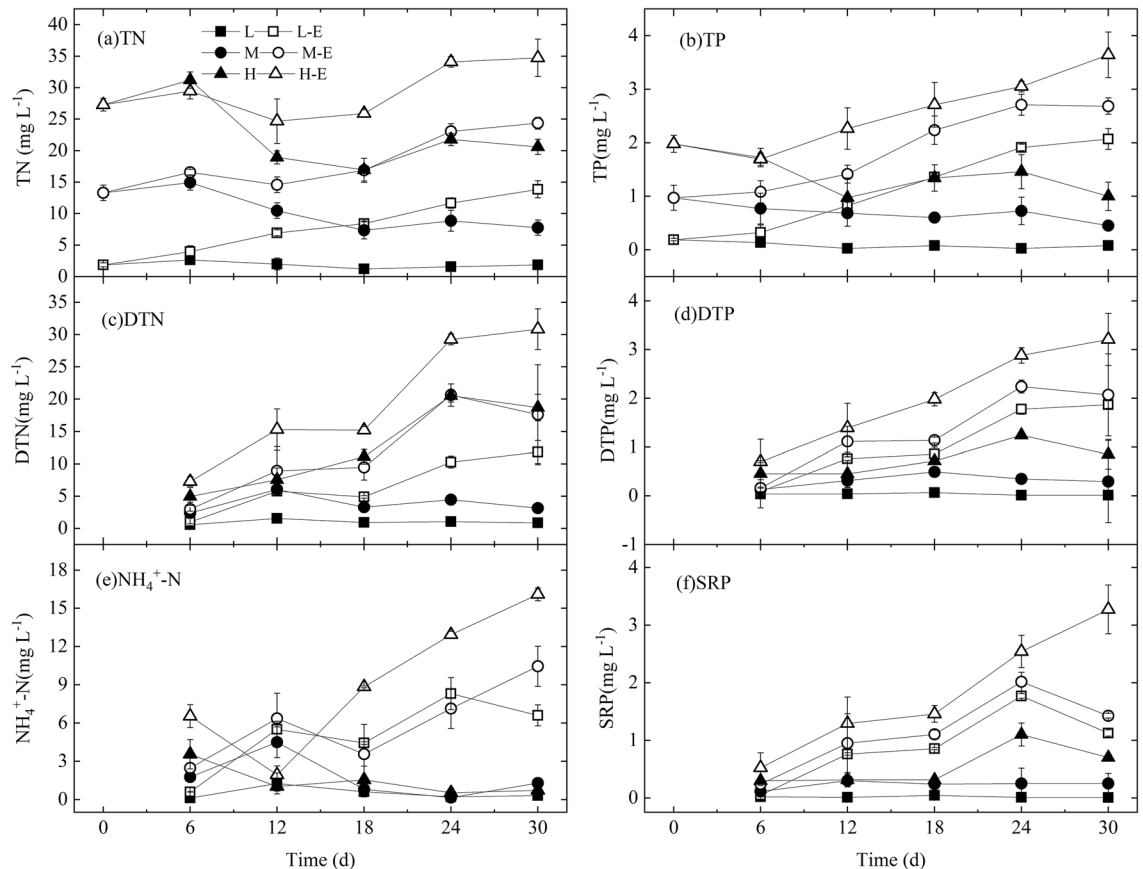 (a)TN
L L-E
M M-E
H H-E
TN (mg L⁻¹)
40
35
30
25
20
15
10
5
0
(b) TP
TP(mg L⁻¹)
4
3
2
1
0
(c)DTN
DTN(mg L⁻¹)
35
30
25
20
15
10
5
0
(d)DTP
DTP(mg L⁻¹)
4
3
2
1
0
-1
(e)NH₄⁺-N
NH₄⁺-N(mg L⁻¹)
18
15
12
9
6
3
0
0 6 12 18 24 30
Time (d)
(f)SRP
SRP(mg L⁻¹)
4
3
2
1
0
0 6 12 18 24 30
Time (d)